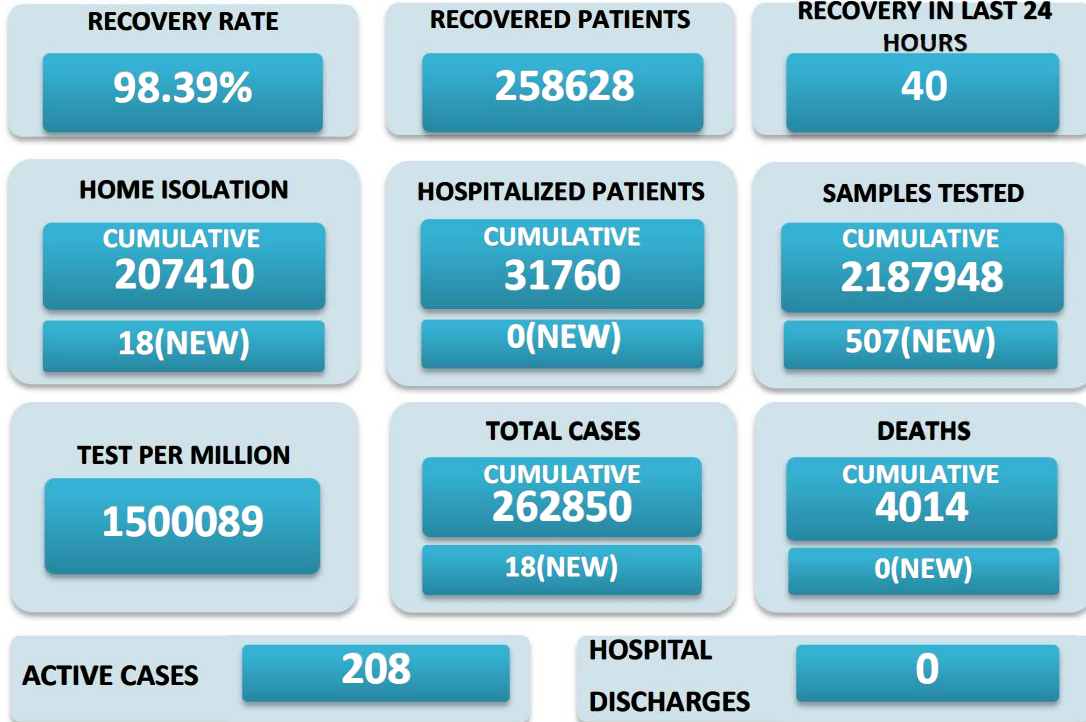 RECOVERY RATE
98.39%
RECOVERED PATIENTS
258628
RECOVERY IN LAST 24
HOURS
40
HOME ISOLATION
CUMULATIVE
207410
18(NEW)
HOSPITALIZED PATIENTS
CUMULATIVE
31760
0(NEW)
SAMPLES TESTED
CUMULATIVE
2187948
507(NEW)
TEST PER MILLION
1500089
TOTAL CASES
CUMULATIVE
262850
18(NEW)
DEATHS
CUMULATIVE
4014
0(NEW)
ACTIVE CASES
208
HOSPITAL
DISCHARGES
0